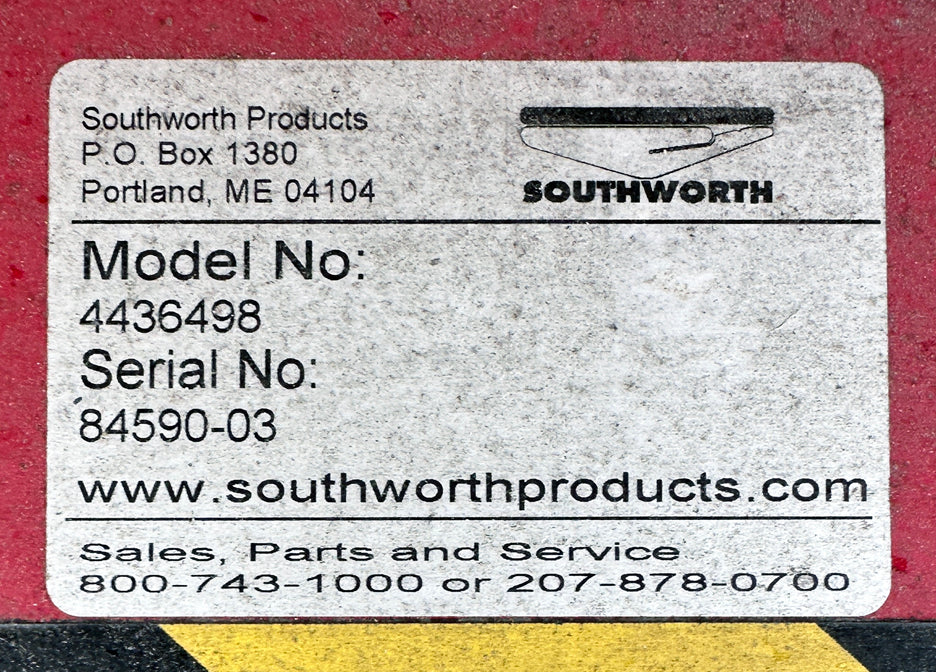 Southworth Products
P.O. Box 1380
Portland, ME 04104
SOUTHWORTH
Model No:
4436498
Serial No:
84590-03
www.southworthproducts.com
Sales, Parts and Service
800-743-1000 or 207-878-0700